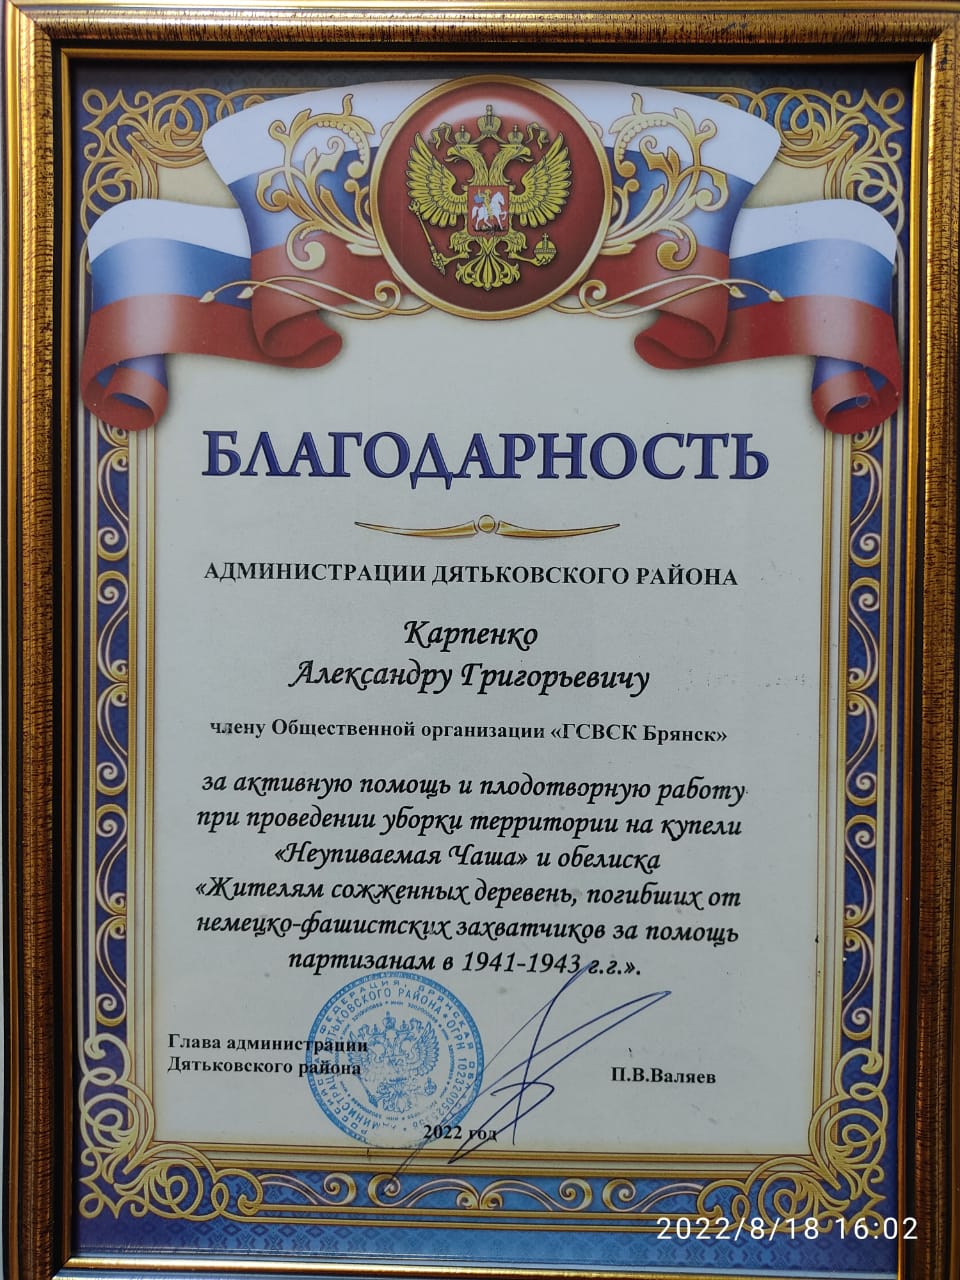 БЛАГОДАРНОСТЬ
АДМИНИСТРАЦИИ ДЯТЬКОВСКОГО РАЙОНА
Карпенко
Александру Григорьевичу
члену Общественной организации «ГСВСК Брянск»
за активную помощь и плодотворную работу
при проведении уборки территории на купели
«Неупиваемая Чаша» и обелиска
«Жителям сожженных деревень, погибших от
немецко-фашистских захватчиков за помощь
партизанам в 1941-1943 г.г.».
Глава администрации
Дятьковского района
П.В.Валяев
2022 год
2022/8/18 16:02